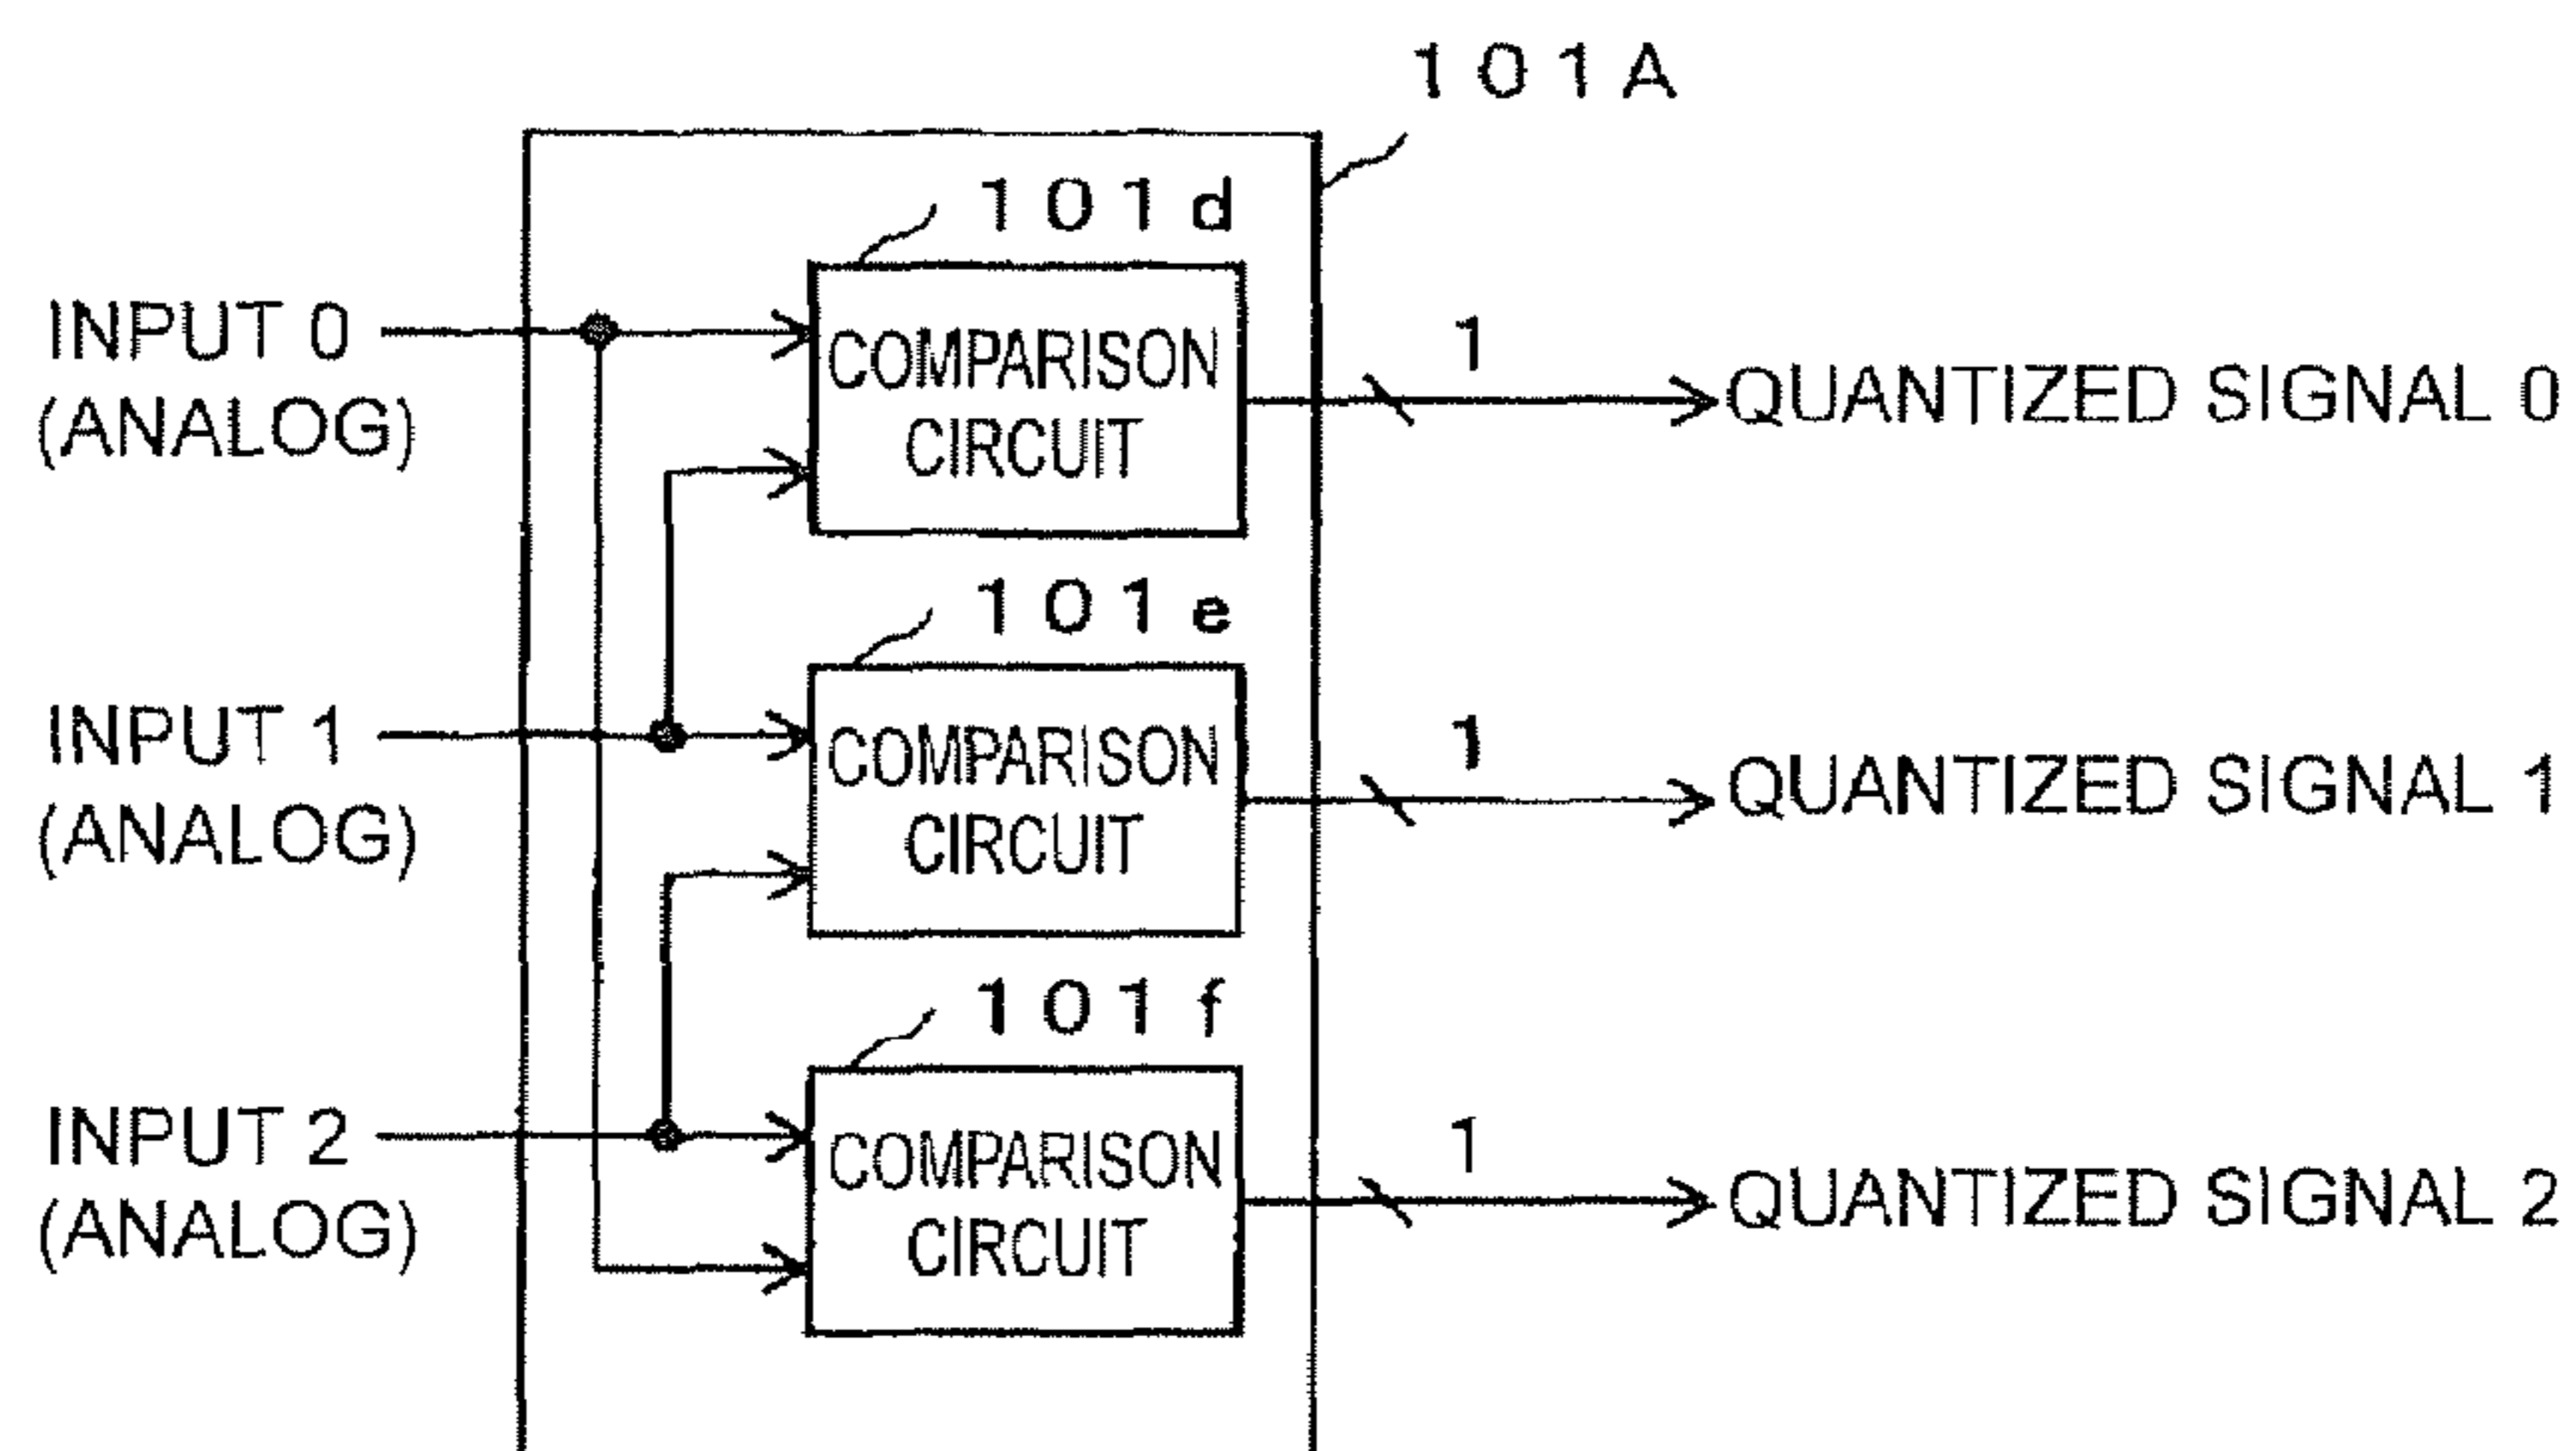 101A
101d
INPUT 0
(ANALOG)
COMPARISON
CIRCUIT
1
QUANTIZED SIGNAL 0
101e
INPUT 1
(ANALOG)
COMPARISON
CIRCUIT
1
QUANTIZED SIGNAL 1
101f
INPUT 2
(ANALOG)
COMPARISON
CIRCUIT
1
QUANTIZED SIGNAL 2